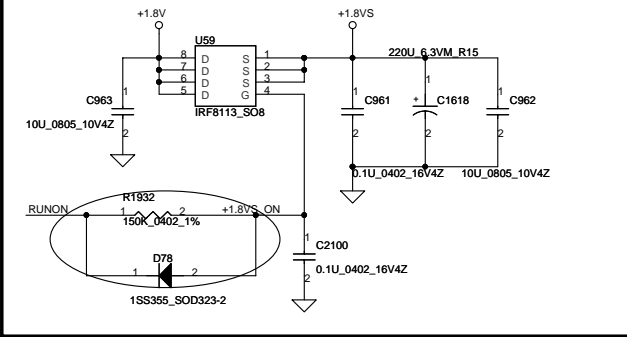 +1.8V
+1.8VS
U59
8 D S 1
7 D S 2
6 D S 3
5 D G 4
IRF8113_SO8
220U_6.3VM_R15
1
C963
2
10U_0805_10V4Z
1
C961
2
0.1U_0402_16V4Z
1
+
C1618
2
1
C962
2
10U_0805_10V4Z
RUNON
R1932
1 2
150K_0402_1%
+1.8VS_ON
D78
1 2
1SS355_SOD323-2
1
C2100
2
0.1U_0402_16V4Z